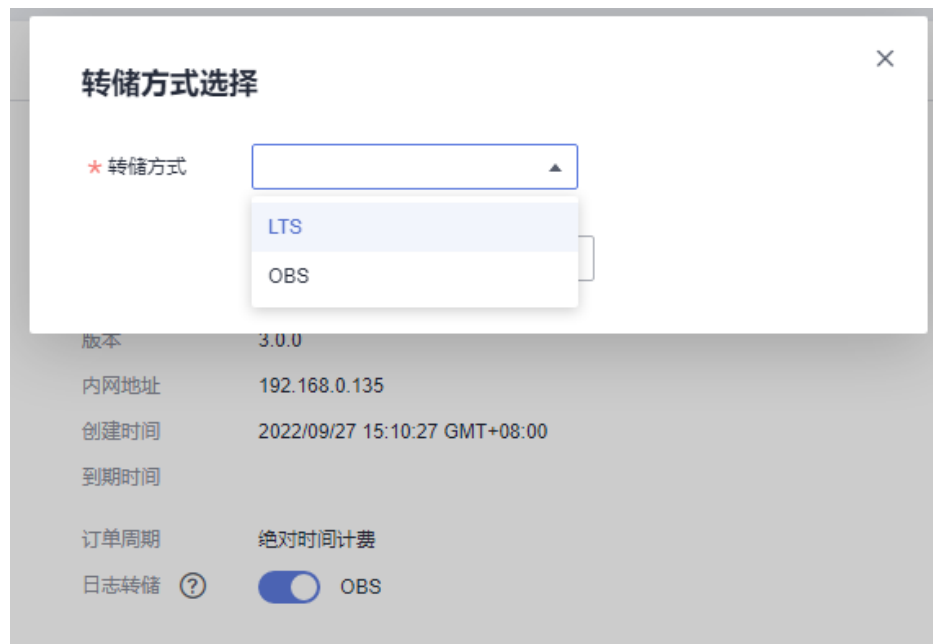 转储方式选择
* 转储方式
LTS
OBS
版本 3.0.0
内网地址 192.168.0.135
创建时间 2022/09/27 15:10:27 GMT+08:00
到期时间
订单周期 绝对时间计费
日志转储 ? OBS